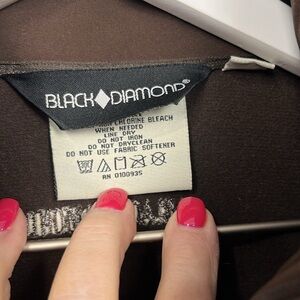 BLACK◆DIAMOND®
CHLORINE BLEACH
WHEN NEEDED
LINE DRY
DO NOT IRON
DO NOT DRYCLEAN
DO NOT USE FABRIC SOFTENER
RN 0100935